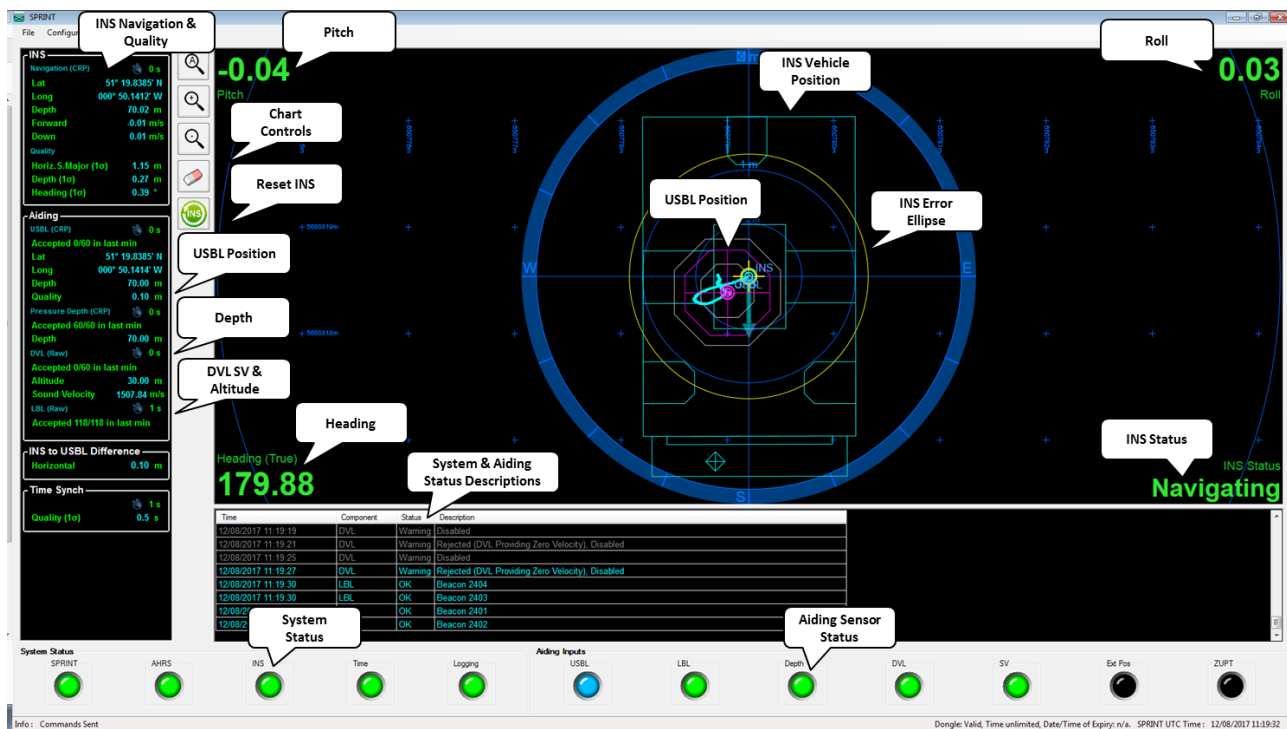 SPRINT
File Configur
INS Navigation &
Quality
Pitch
Roll
INS
Navigation (CRP) 0 s
Lat 51° 19.8385' N
Long 000° 50.1412' W
Depth 70.02 m
Forward -0.01 m/s
Down 0.01 m/s
Quality
Horiz.S.Major (1σ) 1.15 m
Depth (1σ) 0.27 m
Heading (1σ) 0.39 °
Aiding
USBL (CRP) 0 s
Accepted 0/60 in last min
Lat 51° 19.8385' N
Long 000° 50.1414' W
Depth 70.00 m
Quality 0.10 m
Pressure Depth (CRP) 0 s
Accepted 60/60 in last min
Depth 70.00 m
DVL (Raw) 0 s
Accepted 0/60 in last min
Altitude 30.00 m
Sound Velocity 1507.84 m/s
LBL (Raw) 1 s
Accepted 118/118 in last min
INS to USBL Difference
Horizontal 0.10 m
Time Synch
1 s
Quality (1σ) 0.5 s
A
INS
-0.04
Pitch
0.03
Roll
Chart
Controls
Reset INS
USBL Position
Depth
DVL SV &
Altitude
Heading
INS Vehicle
Position
USBL Position
INS Error
Ellipse
1 m
W
E
S
INS
USBL
5688819m
5688818m
System & Aiding
Status Descriptions
INS Status
Heading (True)
179.88
INS Status
Navigating
Time Component Status Description
12/08/2017 11:19:19 DVL Warning Disabled
12/08/2017 11:19:21 DVL Warning Rejected (DVL Providing Zero Velocity), Disabled
12/08/2017 11:19:25 DVL Warning Disabled
12/08/2017 11:19:27 DVL Warning Rejected (DVL Providing Zero Velocity), Disabled
12/08/2017 11:19:30 LBL OK Beacon 2404
12/08/2017 11:19:30 LBL OK Beacon 2403
12/08/20 OK Beacon 2401
12/08/2 OK Beacon 2402
System
Status
Aiding Sensor
Status
System Status
SPRINT AHRS INS Time Logging
Aiding Inputs
USBL LBL Depth DVL SV Ext Pos ZUPT
Info : Commands Sent
Dongle: Valid, Time unlimited, Date/Time of Expiry: n/a. SPRINT UTC Time : 12/08/2017 11:19:32